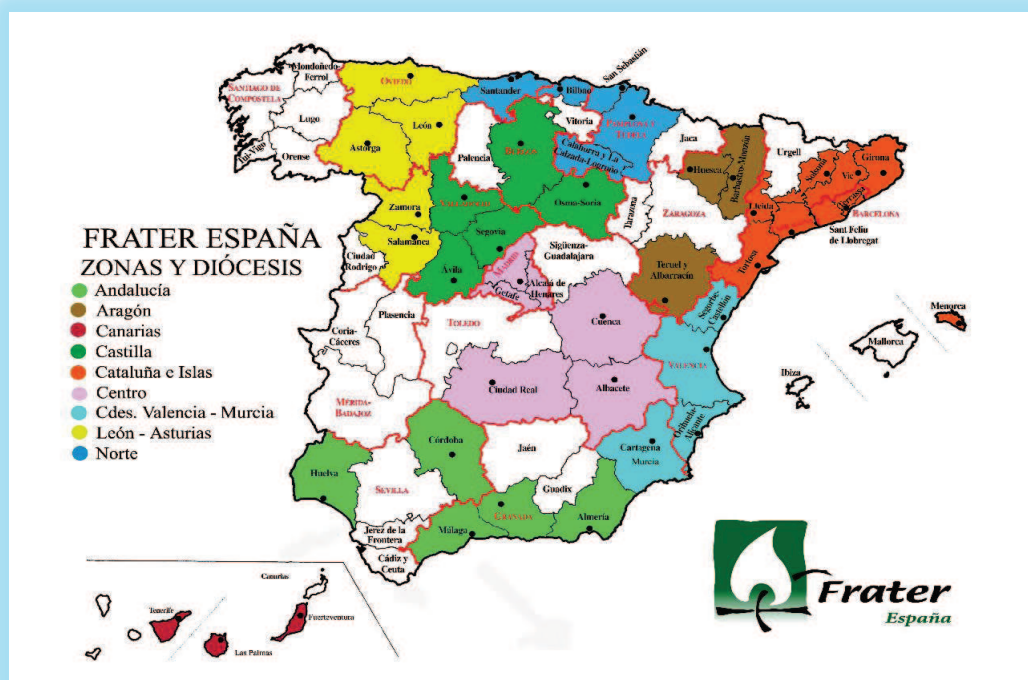 San Sebastián
Mondoñedo-
Ferrol
OVIEDO
SANTIAGO DE
COMPOSTELA
Santander
Bilbao
Lugo
León
Vitoria
PAMPLONA Y
TUDELA
Jaca
Tui-Vigo
Orense
Astorga
Palencia
BURGOS
Calahorra y La
Calzada-Logroño
Huesca
Barbastro-Monzón
Urgell
Solsona
Vic
Girona
Terrassa
Zamora
VALLADOLID
Osma-Soria
Tarazona
ZARAGOZA
Lleida
BARCELONA
Sant Feliu
de Llobregat
Salamanca
Segovia
Ciudad
Rodrigo
Ávila
MADRID
Getafe
Alcalá de
Henares
Sigüenza-
Guadalajara
Teruel y
Albarracín
Tortosa
FRATER ESPAÑA
ZONAS Y DIÓCESIS
Andalucía
Aragón
Canarias
Castilla
Cataluña e Islas
Centro
Cdes. Valencia - Murcia
León - Asturias
Norte
Plasencia
Coria-
Cáceres
TOLEDO
Cuenca
Segorbe-
Castellón
Menorca
Mallorca
Ibiza
VALENCIA
MÉRIDA-
BADAJOZ
Ciudad Real
Albacete
Orihuela-
Alicante
Córdoba
Jaén
Cartagena
Murcia
Huelva
SEVILLA
Guadix
GRANADA
Almería
Málaga
Jerez de la
Frontera
Cádiz y
Ceuta
Canarias
Tenerife
Fuerteventura
Las Palmas
Frater
España